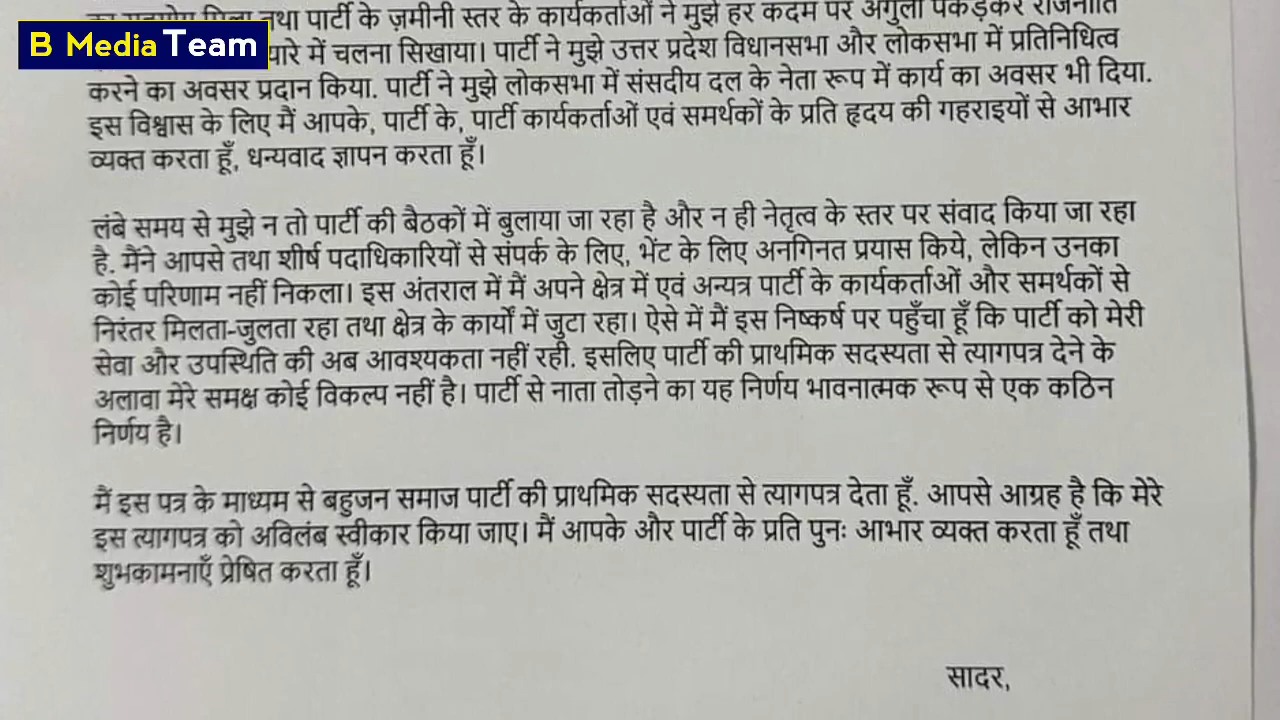 B Media Team
तथा पार्टी के ज़मीनी स्तर के कार्यकर्ताओं ने मुझे हर कदम पर अंगुली पकड़कर राजनीति
में चलना सिखाया। पार्टी ने मुझे उत्तर प्रदेश विधानसभा और लोकसभा में प्रतिनिधित्व
करने का अवसर प्रदान किया. पार्टी ने मुझे लोकसभा में संसदीय दल के नेता रूप में कार्य का अवसर भी दिया.
इस विश्वास के लिए मैं आपके, पार्टी के, पार्टी कार्यकर्ताओं एवं समर्थकों के प्रति हृदय की गहराइयों से आभार
व्यक्त करता हूँ, धन्यवाद ज्ञापन करता हूँ।
लंबे समय से मुझे न तो पार्टी की बैठकों में बुलाया जा रहा है और न ही नेतृत्व के स्तर पर संवाद किया जा रहा
है. मैंने आपसे तथा शीर्ष पदाधिकारियों से संपर्क के लिए, भेंट के लिए अनगिनत प्रयास किये, लेकिन उनका
कोई परिणाम नहीं निकला। इस अंतराल में मैं अपने क्षेत्र में एवं अन्यत्र पार्टी के कार्यकर्ताओं और समर्थकों से
निरंतर मिलता-जुलता रहा तथा क्षेत्र के कार्यों में जुटा रहा। ऐसे में मैं इस निष्कर्ष पर पहुँचा हूँ कि पार्टी को मेरी
सेवा और उपस्थिति की अब आवश्यकता नहीं रही. इसलिए पार्टी की प्राथमिक सदस्यता से त्यागपत्र देने के
अलावा मेरे समक्ष कोई विकल्प नहीं है। पार्टी से नाता तोड़ने का यह निर्णय भावनात्मक रूप से एक कठिन
निर्णय है।
मैं इस पत्र के माध्यम से बहुजन समाज पार्टी की प्राथमिक सदस्यता से त्यागपत्र देता हूँ. आपसे आग्रह है कि मेरे
इस त्यागपत्र को अविलंब स्वीकार किया जाए। मैं आपके और पार्टी के प्रति पुनः आभार व्यक्त करता हूँ तथा
शुभकामनाएँ प्रेषित करता हूँ।
सादर,